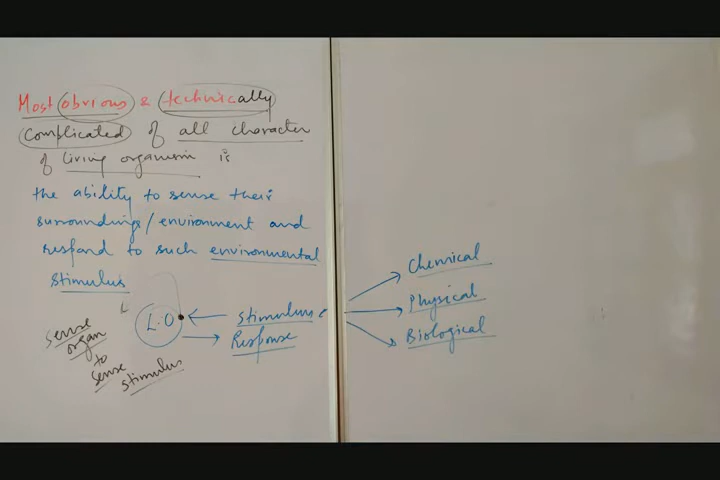 Most obvious & technically
complicated of all character
of living organism is
the ability to sense their
surroundings/environment and
respond to such environmental
stimulus
L.O
stimulus
Response
sense
organ
to
sense
stimulus
Chemical
Physical
Biological